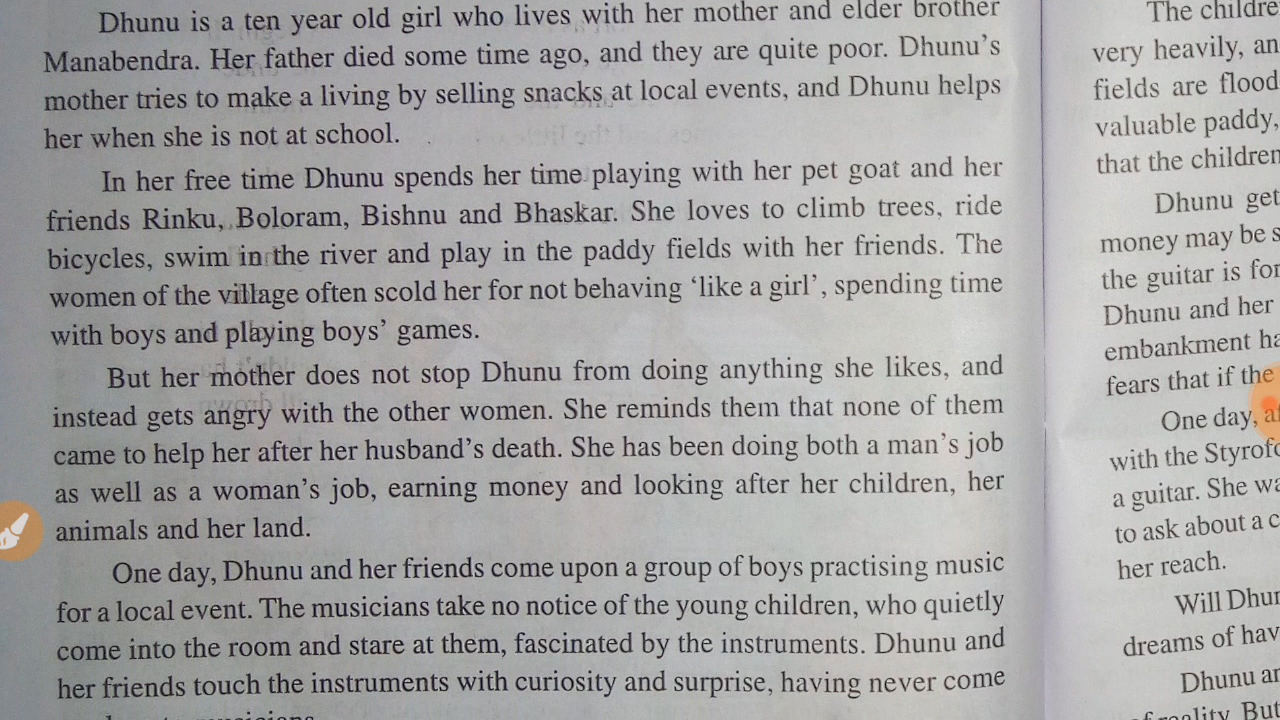 Dhunu is a ten year old girl who lives with her mother and elder brother
Manabendra. Her father died some time ago, and they are quite poor. Dhunu's
mother tries to make a living by selling snacks at local events, and Dhunu helps
her when she is not at school.
In her free time Dhunu spends her time playing with her pet goat and her
friends Rinku, Boloram, Bishnu and Bhaskar. She loves to climb trees, ride
bicycles, swim in the river and play in the paddy fields with her friends. The
women of the village often scold her for not behaving 'like a girl', spending time
with boys and playing boys' games.
But her mother does not stop Dhunu from doing anything she likes, and
instead gets angry with the other women. She reminds them that none of them
came to help her after her husband's death. She has been doing both a man's job
as well as a woman's job, earning money and looking after her children, her
animals and her land.
One day, Dhunu and her friends come upon a group of boys practising music
for a local event. The musicians take no notice of the young children, who quietly
come into the room and stare at them, fascinated by the instruments. Dhunu and
her friends touch the instruments with curiosity and surprise, having never come
The
very heavily,
fields are
valuable paddy,
that the children
Dhunu
money may be
the guitar is
Dhunu and her
embankment
fears that if the
One day,
with the
a guitar. She
to ask about a
her reach.
Will
dreams of
Dhunu
But